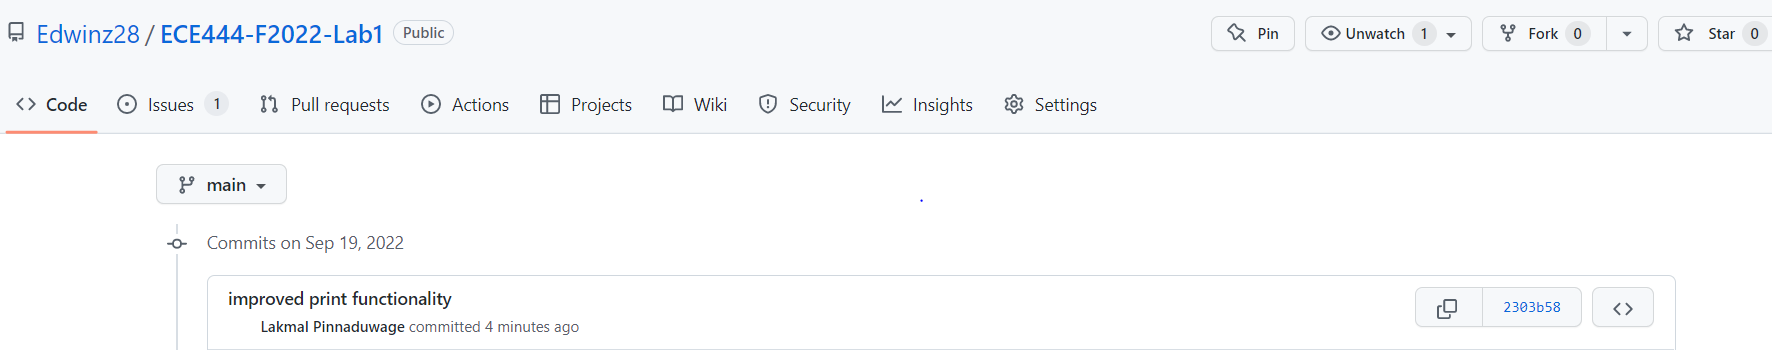 Edwinz28 / ECE444-F2022-Lab1 Public Pin Unwatch 1 Fork 0 Star 0
Code Issues 1 Pull requests Actions Projects Wiki Security Insights Settings
main
Commits on Sep 19, 2022
improved print functionality
2303b58
Lakmal Pinnaduwage committed 4 minutes ago